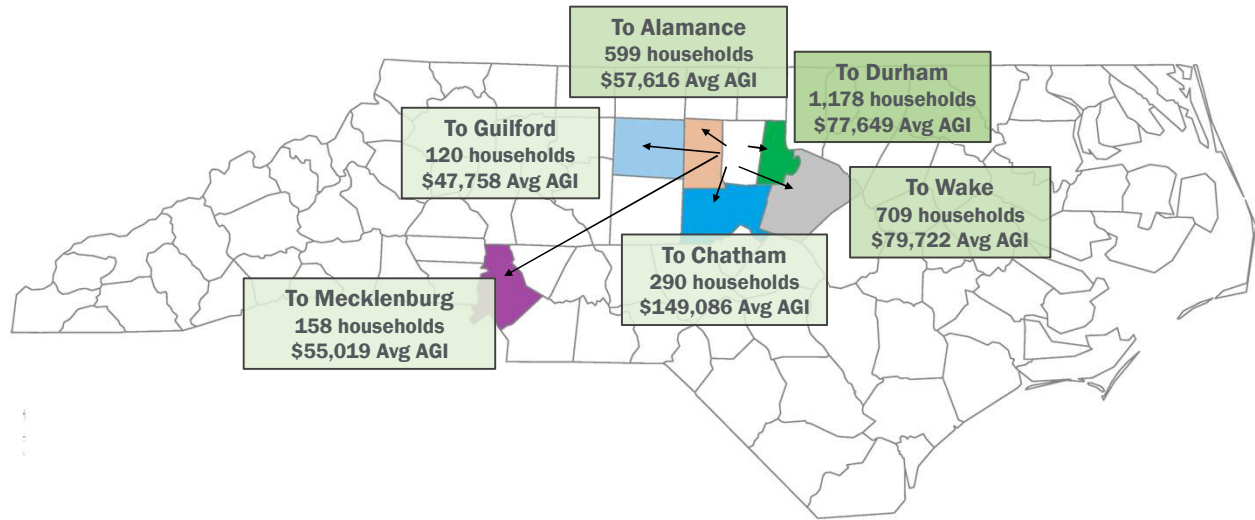 To Alamance
599 households
$57,616 Avg AGI
To Durham
1,178 households
$77,649 Avg AGI
To Guilford
120 households
$47,758 Avg AGI
To Wake
709 households
$79,722 Avg AGI
To Chatham
290 households
$149,086 Avg AGI
To Mecklenburg
158 households
$55,019 Avg AGI